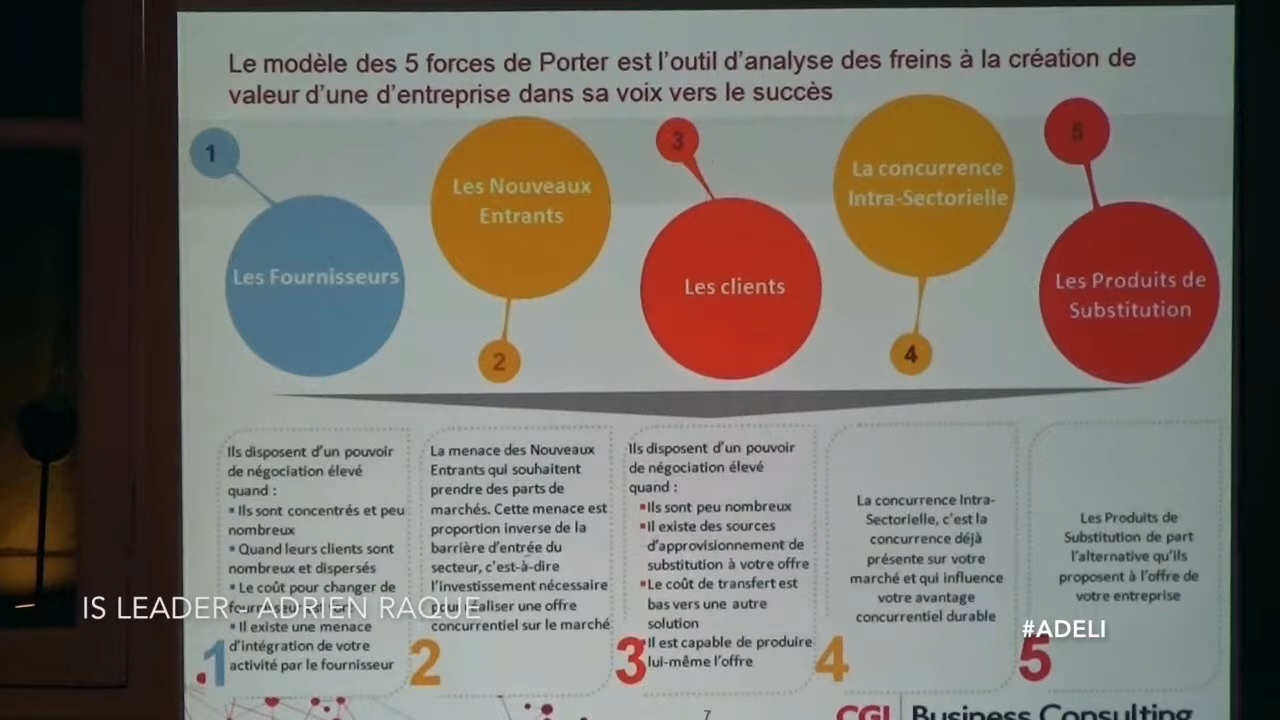 Le modèle des 5 forces de Porter est l'outil d'analyse des freins à la création de
valeur d'une d'entreprise dans sa voix vers le succès
1
Les Fournisseurs
Les Nouveaux
Entrants
2
3
Les clients
La concurrence
Intra-Sectorielle
4
5
Les Produits de
Substitution
Ils disposent d'un pouvoir
de négociation élevé
quand :
▪ Ils sont concentrés et peu
nombreux
▪ Quand leurs clients sont
nombreux et dispersés
▪ Le coût pour changer de
▪ Il existe une menace
d'intégration de votre
activité par le fournisseur
1
La menace des Nouveaux
Entrants qui souhaitent
prendre des parts de
marchés. Cette menace est
proportion inverse de la
barrière d'entrée du
secteur, c'est-à-dire
l'investissement nécessaire
une offre
concurrentiel sur le marché
2
Ils disposent d'un pouvoir
de négociation élevé
quand :
▪Ils sont peu nombreux
▪Il existe des sources
d'approvisionnement de
substitution à votre offre
▪Le coût de transfert est
bas vers une autre
solution
Il est capable de produire
lui-même l'offre
3
La concurrence Intra-
Sectorielle, c'est la
concurrence déjà
présente sur votre
marché et qui influence
votre avantage
concurrentiel durable
4
Les Produits de
Substitution de part
l'alternative qu'ils
proposent à l'offre de
votre entreprise
5
IS LEADER - ADRIEN RAQUE
#ADELI
7
CGI Business Consulting